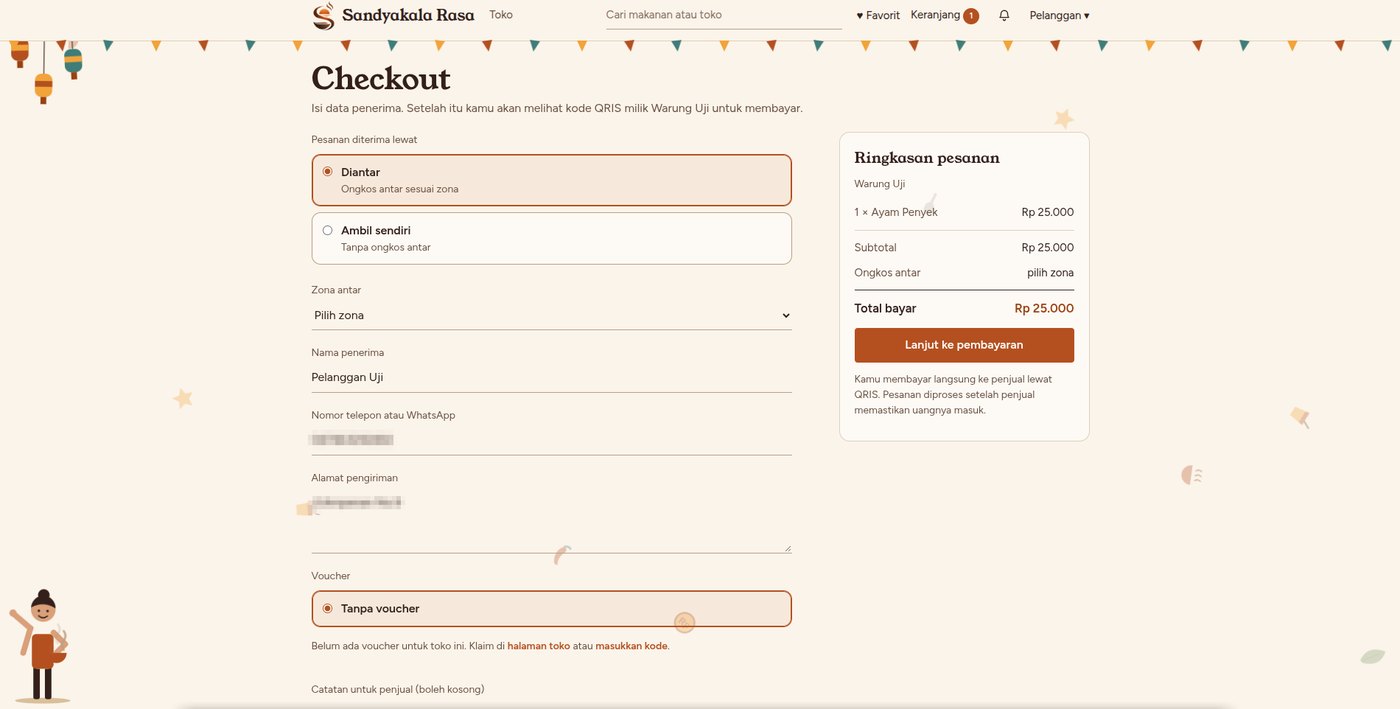 Sandyakala Rasa
Toko
Cari makanan atau toko
♥ Favorit
Keranjang 1
Pelanggan ▾
Checkout
Isi data penerima. Setelah itu kamu akan melihat kode QRIS milik Warung Uji untuk membayar.
Pesanan diterima lewat
Diantar
Ongkos antar sesuai zona
Ambil sendiri
Tanpa ongkos antar
Zona antar
Pilih zona
Nama penerima
Pelanggan Uji
Nomor telepon atau WhatsApp
Alamat pengiriman
Voucher
Tanpa voucher
Belum ada voucher untuk toko ini. Klaim di halaman toko atau masukkan kode.
Catatan untuk penjual (boleh kosong)
Ringkasan pesanan
Warung Uji
1 × Ayam Penyek Rp 25.000
Subtotal Rp 25.000
Ongkos antar pilih zona
Total bayar Rp 25.000
Lanjut ke pembayaran
Kamu membayar langsung ke penjual lewat
QRIS. Pesanan diproses setelah penjual
memastikan uangnya masuk.